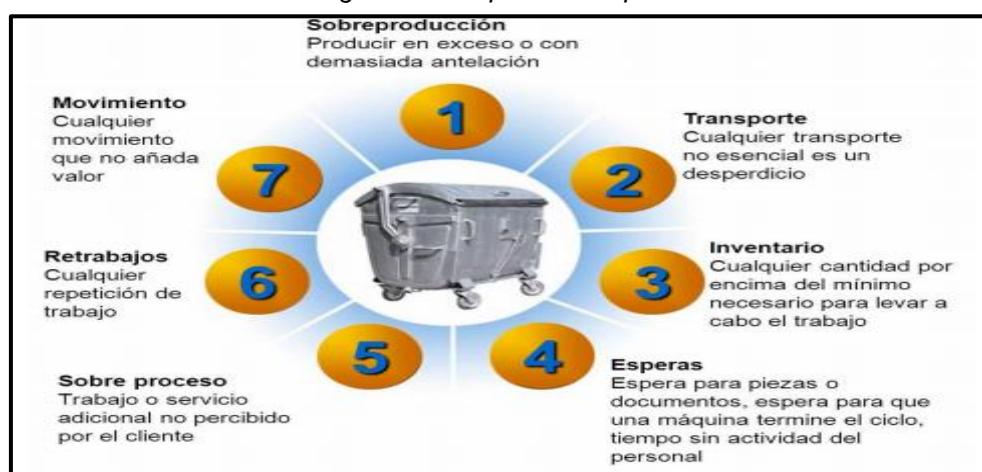 Sobreproducción
Producir en exceso o con
demasiada antelación
1
Transporte
Cualquier transporte
no esencial es un
desperdicio
2
Inventario
Cualquier cantidad por
encima del mínimo
necesario para levar a
cabo el trabajo
3
Esperas
Espera para piezas o
documentos, espera para que
una máquina termine el ciclo,
tiempo sin actividad del
personal
4
Sobre proceso
Trabajo o servicio
adicional no percibido
por el cliente
5
Retrabajos
Cualquier
repetición de
trabajo
6
Movimiento
Cualquier
movimiento
que no añada
valor
7